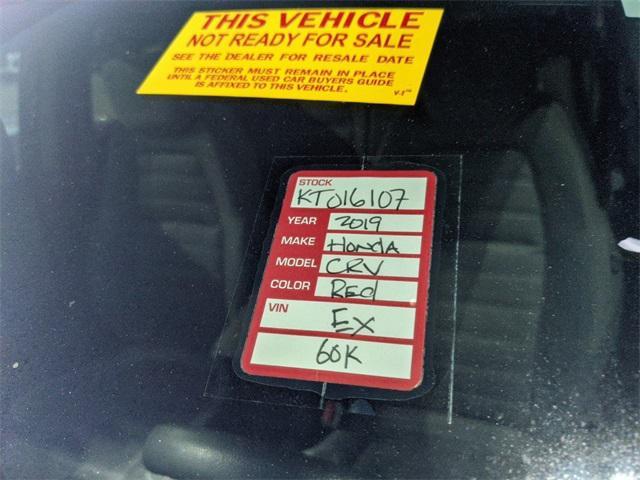 THIS VEHICLE
NOT READY FOR SALE
SEE THE DEALER FOR RESALE DATE
THIS STICKER MUST REMAIN IN PLACE
UNTIL A FEDERAL USED CAR BUYERS GUIDE
IS AFFIXED TO THIS VEHICLE.
V-1™
STOCK
KT016107
YEAR 2019
MAKE HONDA
MODEL CRV
COLOR RED
VIN
EX
60K